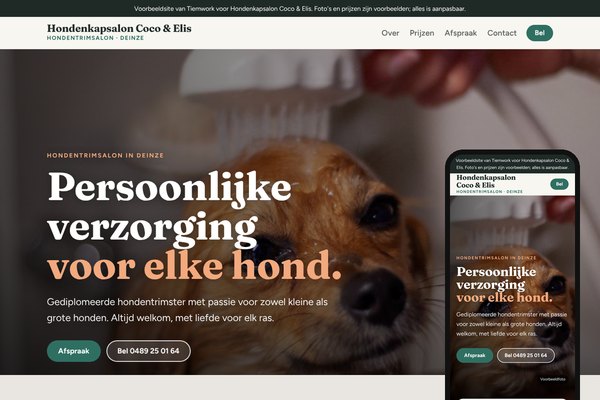 Voorbeeldsite van Tiemwork voor Hondenkapsalon Coco & Elis. Foto's en prijzen zijn voorbeelden; alles is aanpasbaar.
Hondenkapsalon Coco & Elis
HONDENTRIMSALON · DEINZE
Over Prijzen Afspraak Contact Bel
HONDENTRIMSALON IN DEINZE
Persoonlijke
verzorging
voor elke hond.
Gediplomeerde hondentrimster met passie voor zowel kleine als
grote honden. Altijd welkom, met liefde voor elk ras.
Afspraak Bel 0489 25 01 64
Voorbeeldsite van Tiemwork voor Hondenkapsalon Coco &
Elis. Foto's en prijzen zijn voorbeelden; alles is aanpasbaar.
Hondenkapsalon
Coco & Elis
HONDENTRIMSALON · DEINZE
Bel
HONDENTRIMSALON IN DEINZE
Persoonlijke
verzorging
voor elke hond.
Gediplomeerde hondentrimster met passie
voor zowel kleine als grote honden. Altijd
welkom, met liefde voor elk ras.
Afspraak Bel 0489 25 01 64
Voorbeeldfoto